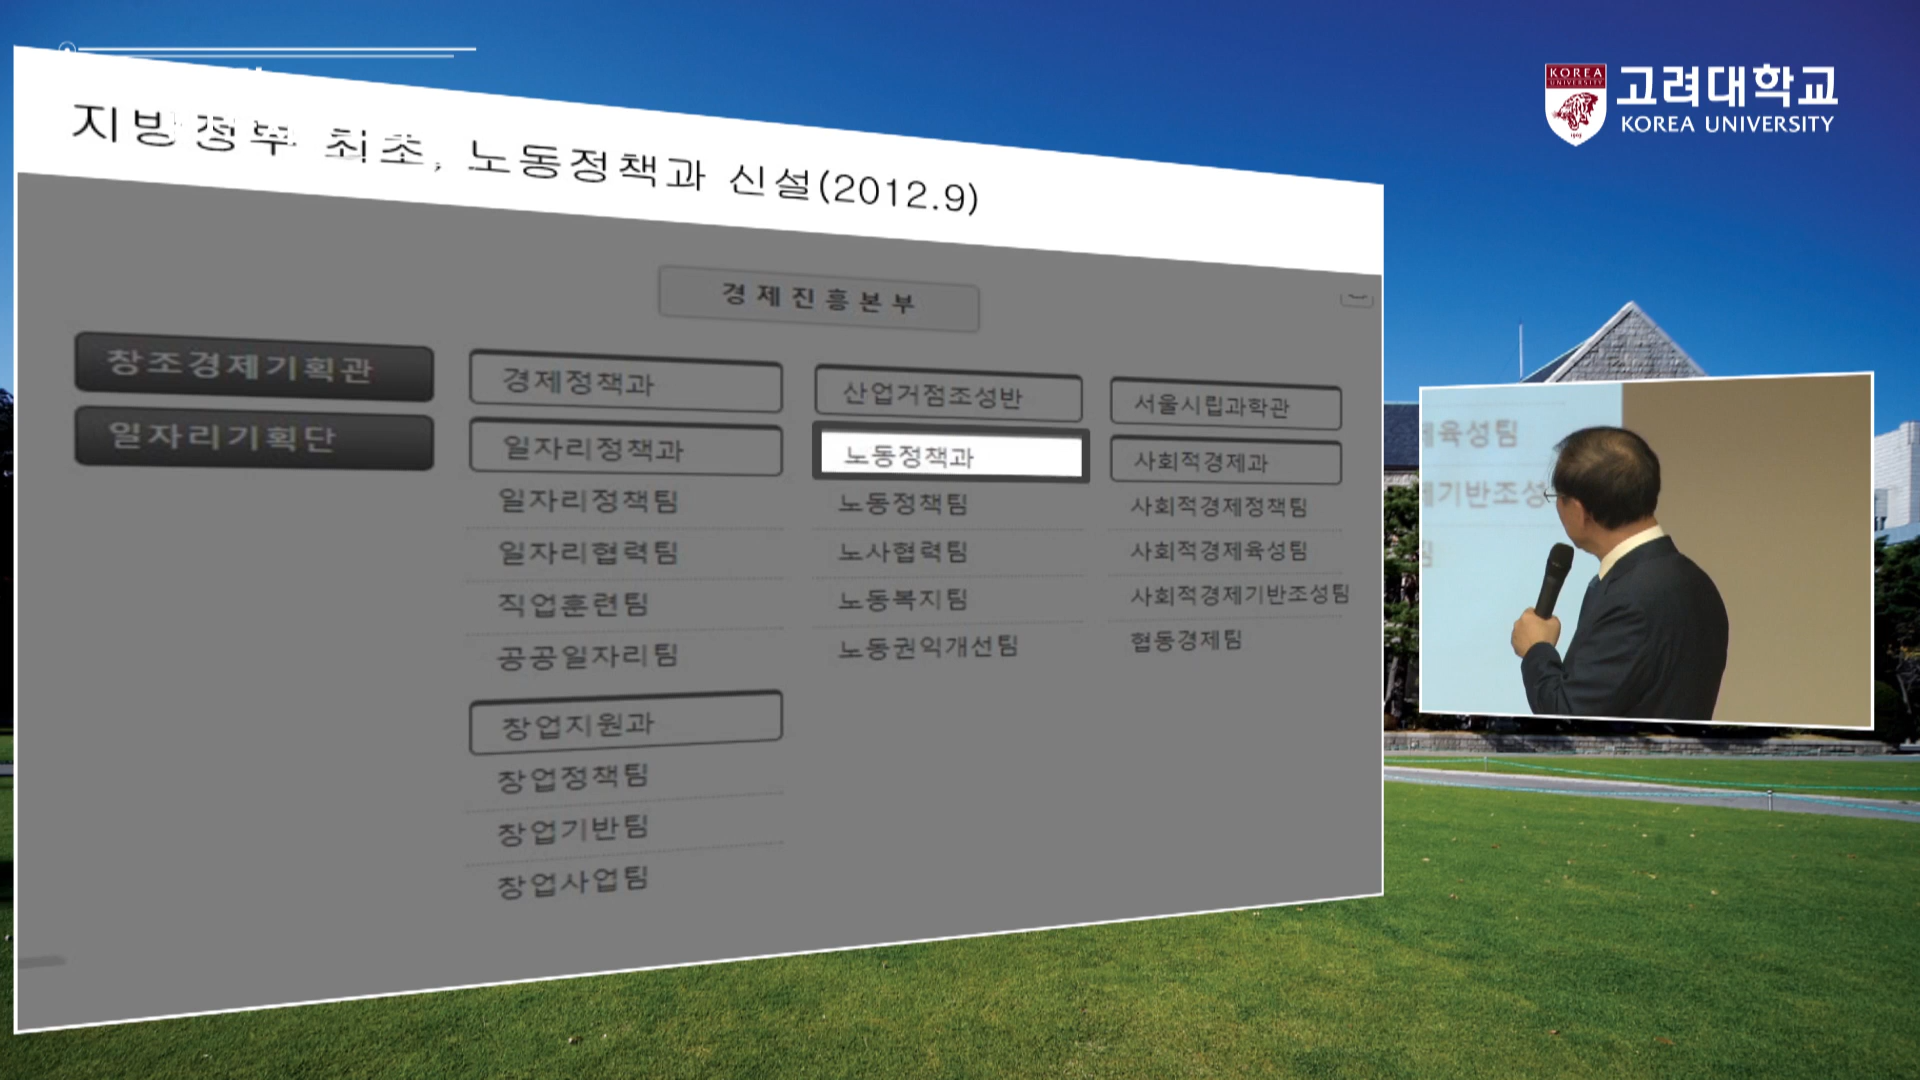 지방정부 최초, 노동정책과 신설(2012.9)
경제진흥본부
창조경제기획관
일자리기획단
경제정책과
일자리정책과
일자리정책팀
일자리협력팀
직업훈련팀
공공일자리팀
창업지원과
창업정책팀
창업기반팀
창업사업팀
산업거점조성반
노동정책과
노동정책팀
노사협력팀
노동복지팀
노동권익개선팀
서울시립과학관
사회적경제과
사회적경제정책팀
사회적경제육성팀
사회적경제기반조성팀
협동경제팀
KOREA
UNIVERSITY
1905
고려대학교
KOREA UNIVERSITY
육성팀
기반조성
팀